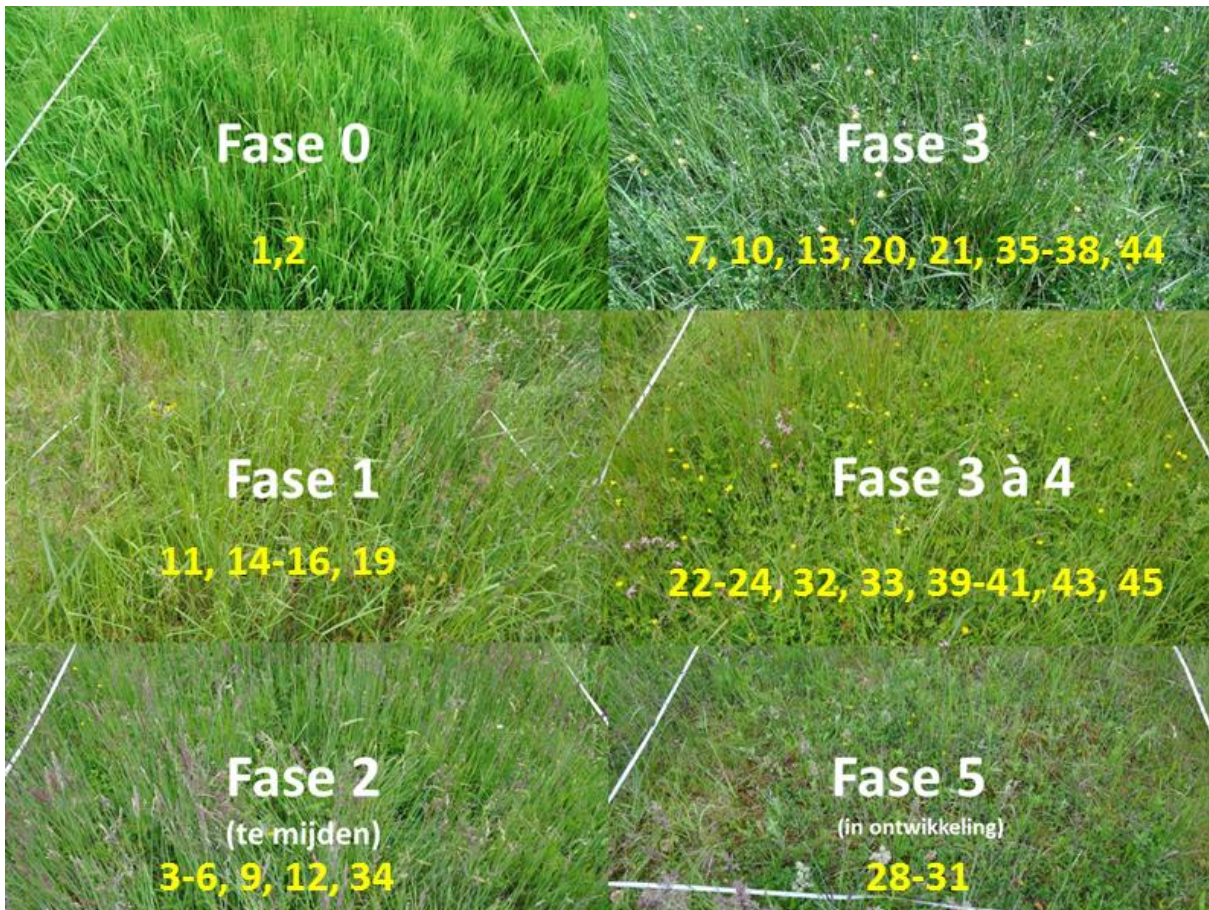 Fase 0
1,2
Fase 1
11, 14-16, 19
Fase 2
(te mijden)
3-6, 9, 12, 34
Fase 3
7, 10, 13, 20, 21, 35-38, 44
Fase 3 à 4
22-24, 32, 33, 39-41, 43, 45
Fase 5
(in ontwikkeling)
28-31